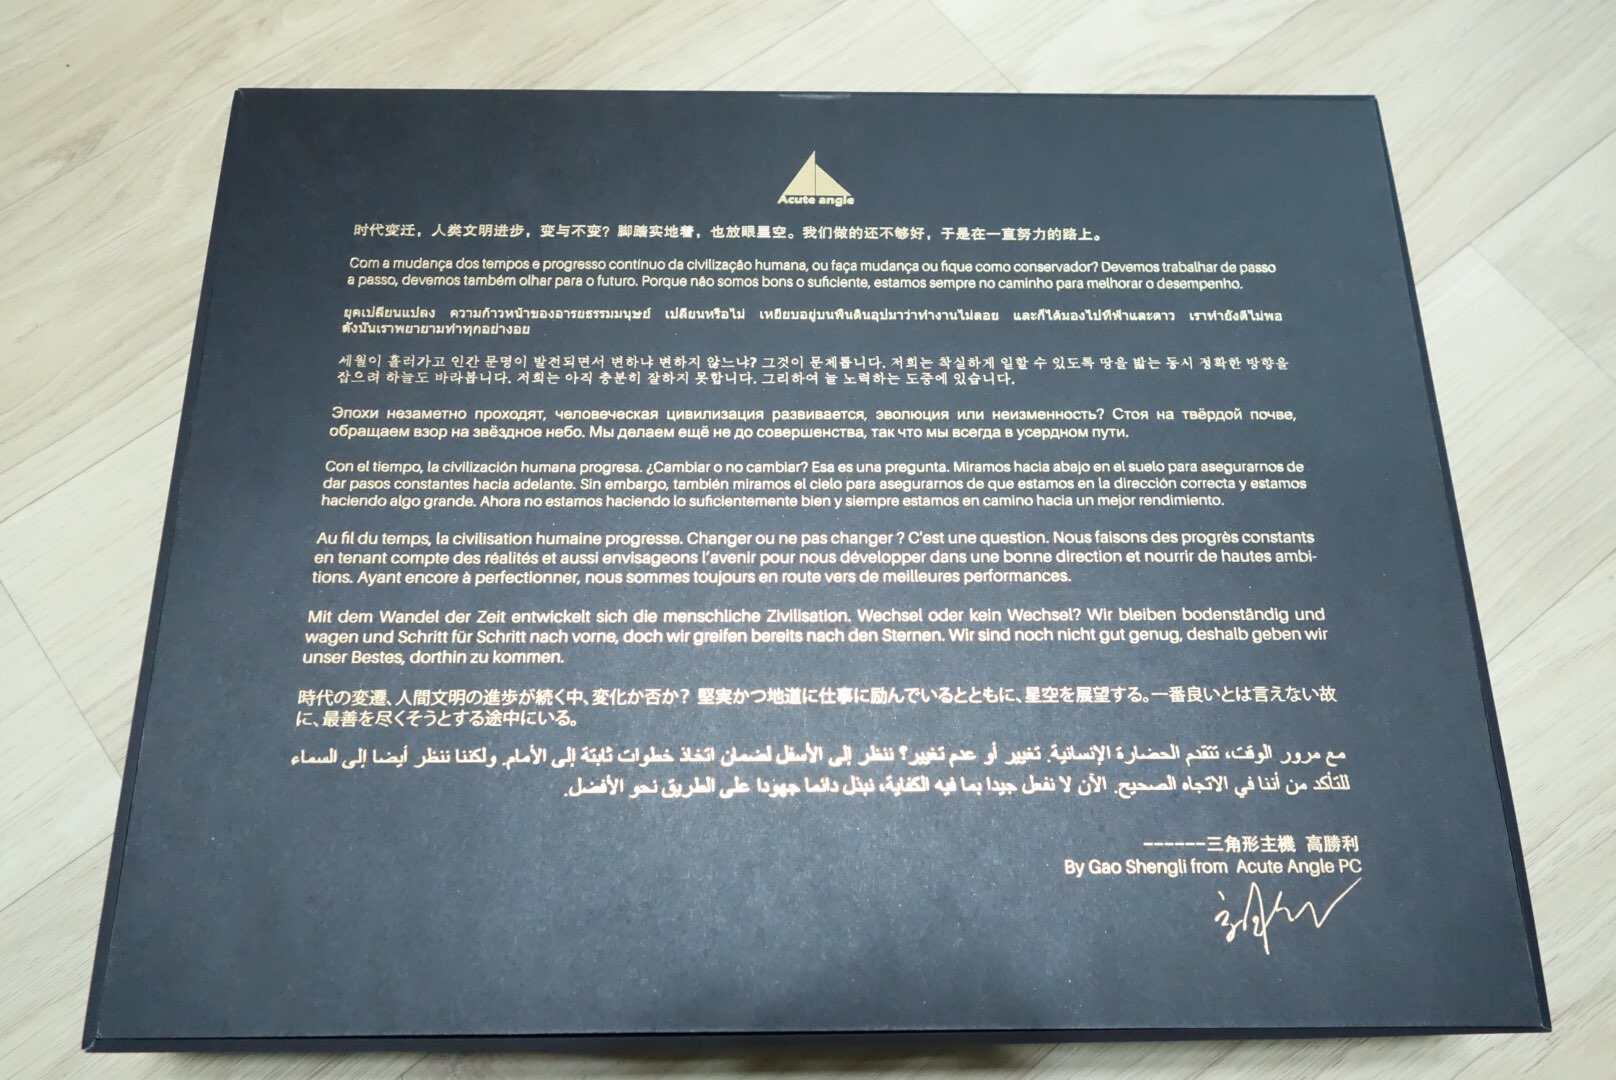 Acute angle
时代变迁，人类文明进步，变与不变？脚踏实地着，也放眼星空。我们做的还不够好，于是在一直努力的路上。
Com a mudança dos tempos e progresso contínuo da civilização humana, ou faça mudança ou fique como conservador? Devemos trabalhar de passo
a passo, devemos também olhar para o futuro. Porque não somos bons o suficiente, estamos sempre no caminho para melhorar o desempenho.
ยุคเปลี่ยนแปลง ความก้าวหน้าของอารยธรรมมนุษย์ เปลี่ยนหรือไม่ เหยียบอยู่บนพื้นดินอุปมาว่าทำงานไม่ลอย และก็ได้มองไปที่ฟ้าและดาว เราทำยังดีไม่พอ
ดังนั้นเราพยายามทำทุกอย่างอย
세월이 흘러가고 인간 문명이 발전되면서 변하냐 변하지 않느냐? 그것이 문제롭니다. 저희는 착실하게 일할 수 있도록 땅을 밟는 동시 정확한 방향을
잡으려 하늘도 바라봅니다. 저희는 아직 충분히 잘하지 못합니다. 그리하여 늘 노력하는 도중에 있습니다.
Эпохи незаметно проходят, человеческая цивилизация развивается, эволюция или неизменность? Стоя на твёрдой почве,
обращаем взор на звёздное небо. Мы делаем ещё не до совершенства, так что мы всегда в усердном пути.
Con el tiempo, la civilización humana progresa. ¿Cambiar o no cambiar? Esa es una pregunta. Miramos hacia abajo en el suelo para asegurarnos de
dar pasos constantes hacia adelante. Sin embargo, también miramos el cielo para asegurarnos de que estamos en la dirección correcta y estamos
haciendo algo grande. Ahora no estamos haciendo lo suficientemente bien y siempre estamos en camino hacia un mejor rendimiento.
Au fil du temps, la civilisation humaine progresse. Changer ou ne pas changer ? C'est une question. Nous faisons des progrès constants
en tenant compte des réalités et aussi envisageons l'avenir pour nous développer dans une bonne direction et nourrir de hautes ambi-
tions. Ayant encore à perfectionner, nous sommes toujours en route vers de meilleures performances.
Mit dem Wandel der Zeit entwickelt sich die menschliche Zivilisation. Wechsel oder kein Wechsel? Wir bleiben bodenständig und
wagen und Schritt für Schritt nach vorne, doch wir greifen bereits nach den Sternen. Wir sind noch nicht gut genug, deshalb geben wir
unser Bestes, dorthin zu kommen.
時代の変遷、人間文明の進歩が続く中、変化か否か？ 堅実かつ地道に仕事に励んでいるとともに、星空を展望する。一番良いとは言えない故
に、最善を尽くそうとする途中にいる。
مع مرور الوقت، تتقدم الحضارة الإنسانية. تغيير أو عدم تغيير؟ ننظر إلى الأسفل لضمان اتخاذ خطوات ثابتة إلى الأمام. ولكننا ننظر أيضا إلى السماء
للتأكد من أننا في الاتجاه الصحيح. الآن لا نفعل جيدا بما فيه الكفاية، نبذل دائما جهودا على الطريق نحو الأفضل.
------三角形主機 高勝利
By Gao Shengli from Acute Angle PC